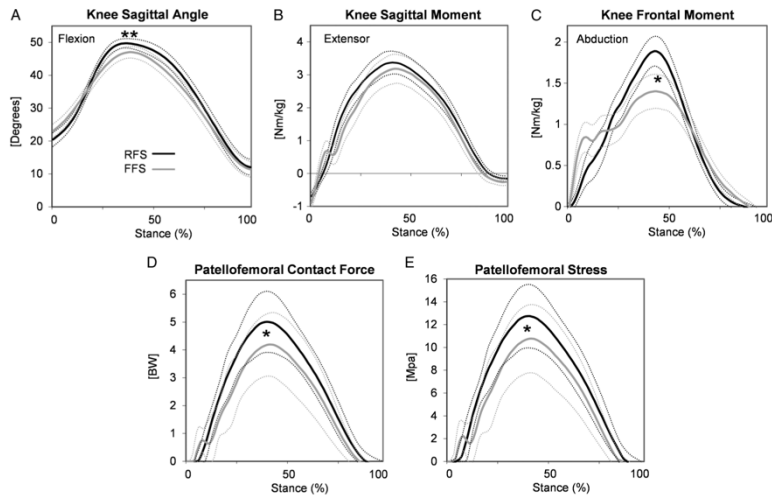 A
Knee Sagittal Angle
Flexion
**
[Degrees]
50
40
30
20
10
0
RFS
FFS
0
50
100
Stance (%)
B
Knee Sagittal Moment
Extensor
[Nm/kg]
4
3
2
1
0
-1
0
50
100
Stance (%)
C
Knee Frontal Moment
Abduction
*
[Nm/kg]
2
1.5
1
0.5
0
0
50
100
Stance (%)
D
Patellofemoral Contact Force
*
[BW]
6
5
4
3
2
1
0
0
50
100
Stance (%)
E
Patellofemoral Stress
*
[Mpa]
16
14
12
10
8
6
4
2
0
0
50
100
Stance (%)